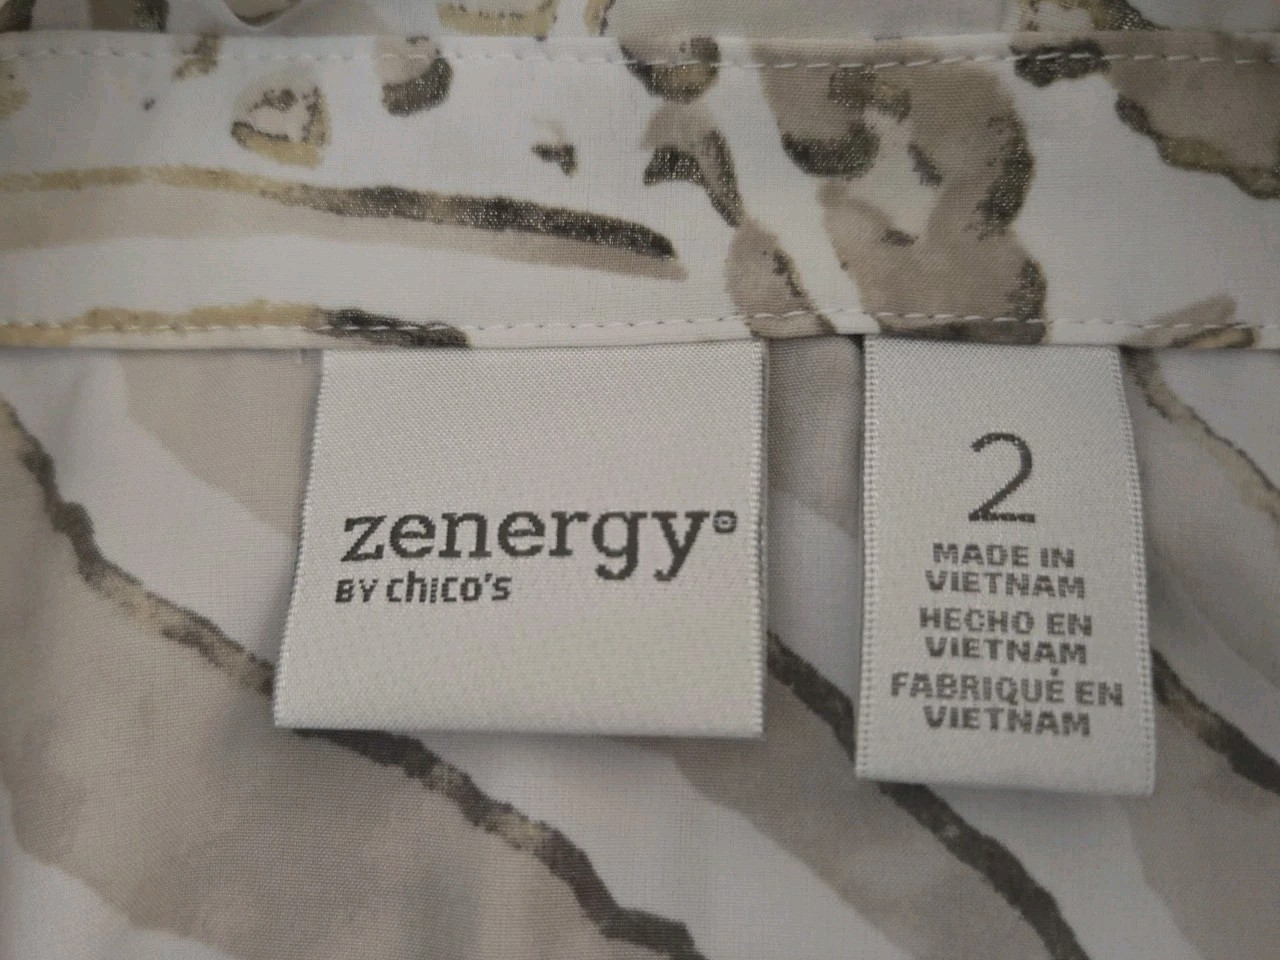 zenergy®
BY chico's
2
MADE IN
VIETNAM
HECHO EN
VIETNAM
FABRIQUÉ EN
VIETNAM